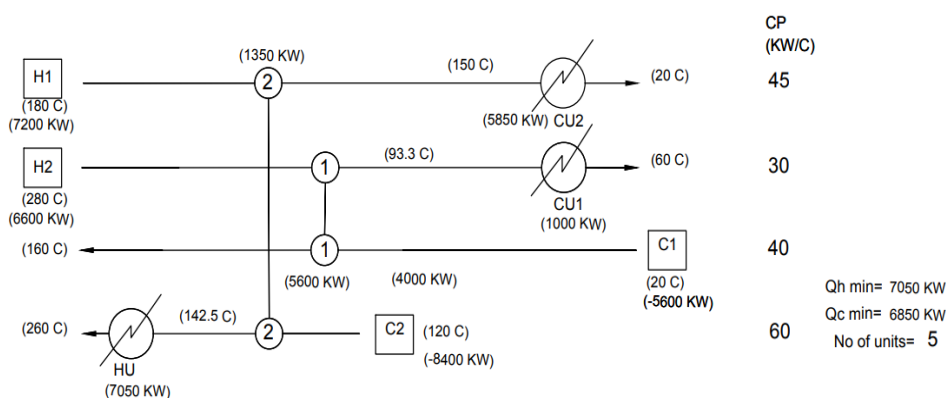 CP
(KW/C)
(1350 KW)
H1
2
(150 C)
(20 C)
45
(180 C)
(7200 KW)
(5850 KW)
CU2
H2
1
(93.3 C)
(60 C)
30
(280 C)
(6600 KW)
CU1
(1000 KW)
(160 C)
1
C1
40
(5600 KW)
(4000 KW)
(20 C)
(-5600 KW)
Qh min= 7050 KW
Qc min= 6850 KW
No of units= 5
(260 C)
(142.5 C)
2
C2
(120 C)
60
(-8400 KW)
HU
(7050 KW)